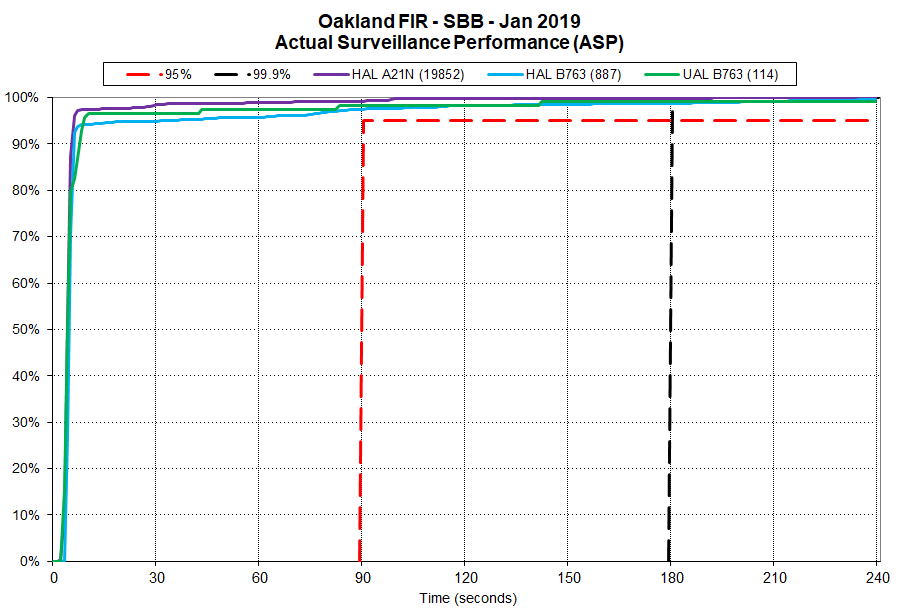 Oakland FIR - SBB - Jan 2019
Actual Surveillance Performance (ASP)
95% 99.9% HAL A21N (19852) HAL B763 (887) UAL B763 (114)
100%
90%
80%
70%
60%
50%
40%
30%
20%
10%
0%
0 30 60 90 120 150 180 210 240
Time (seconds)